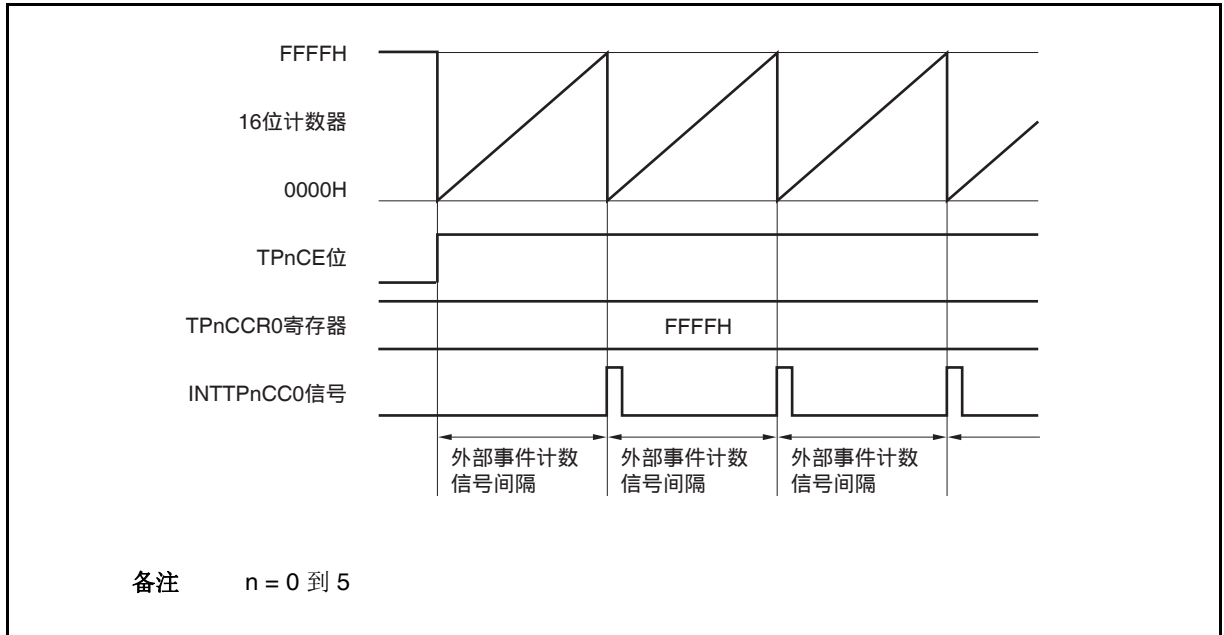 FFFFH
16位计数器
0000H
TPnCE位
TPnCCR0寄存器
FFFFH
INTTPnCC0信号
外部事件计数
信号间隔
外部事件计数
信号间隔
外部事件计数
信号间隔
备注 n = 0 到 5